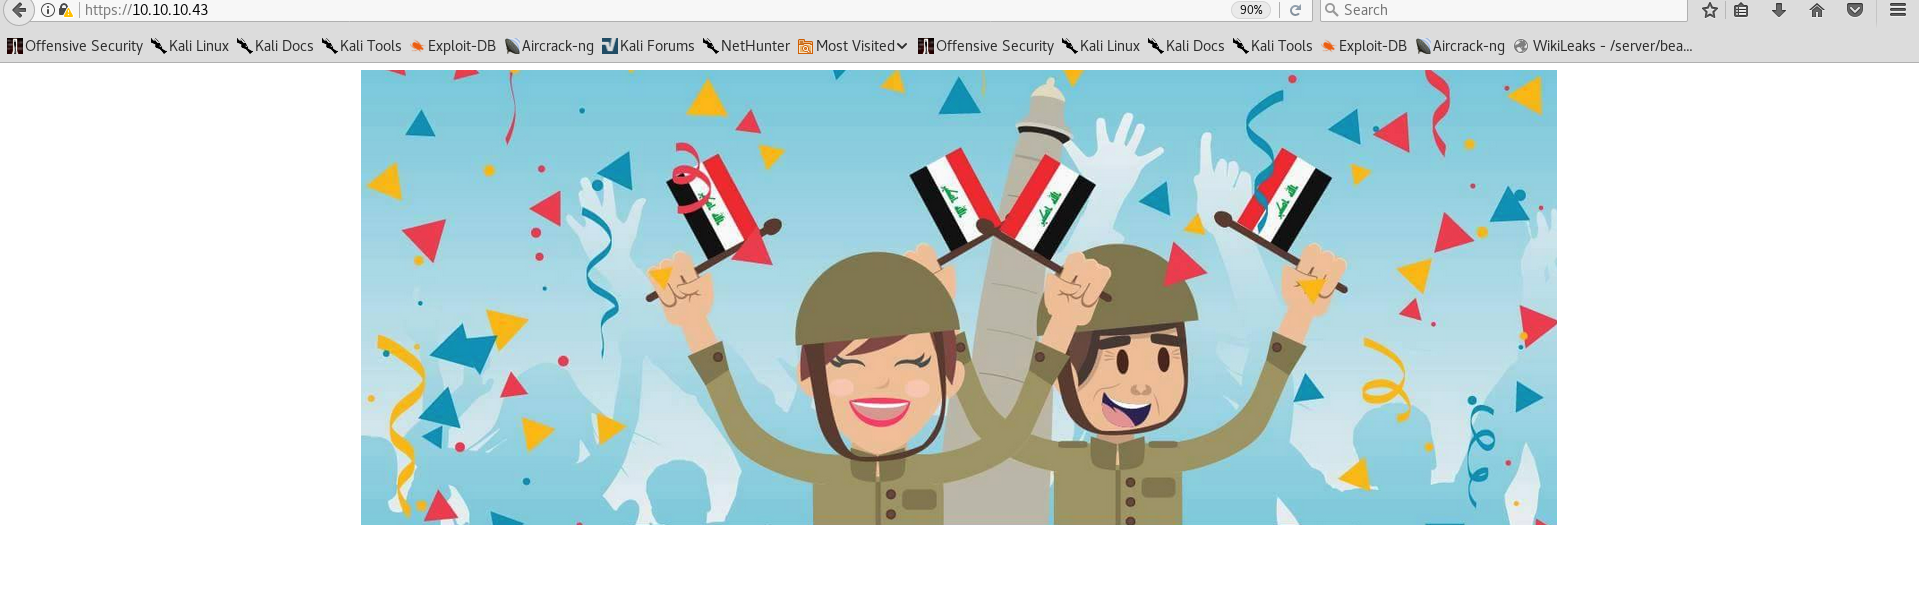 https://10.10.10.43
90%
Search
Offensive Security Kali Linux Kali Docs Kali Tools Exploit-DB Aircrack-ng Kali Forums NetHunter Most Visited Offensive Security Kali Linux Kali Docs Kali Tools Exploit-DB Aircrack-ng WikiLeaks - /server/bea...